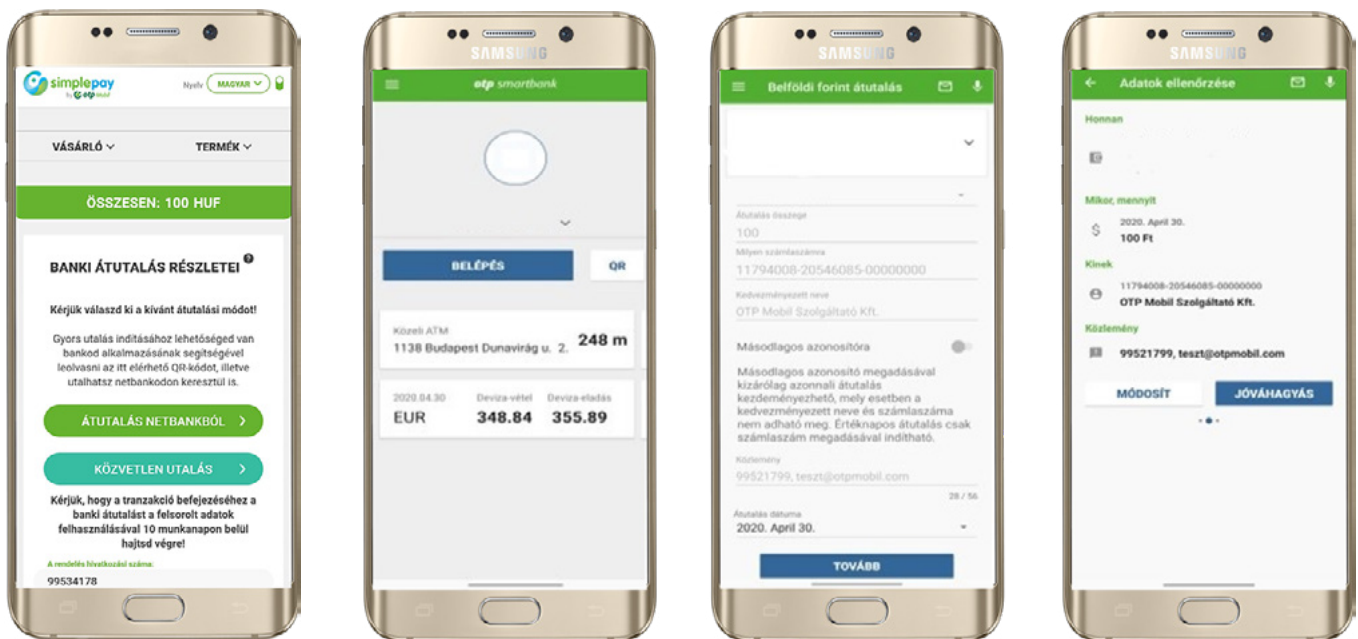 simplepay
by otp mobil
Nyelv
MAGYAR
VÁSÁRLÓ
TERMÉK
ÖSSZESEN: 100 HUF
BANKI ÁTUTALÁS RÉSZLETEI ?
Kérjük válaszd ki a kívánt átutalási módot!
Gyors utalás indításához lehetőséged van
bankod alkalmazásának segítségével
leolvasni az itt elérhető QR-kódot, illetve
utalhatsz netbankodon keresztül is.
ÁTUTALÁS NETBANKBÓL >
KÖZVETLEN UTALÁS >
Kérjük, hogy a tranzakció befejezéséhez a
banki átutalást a felsorolt adatok
felhasználásával 10 munkanapon belül
hajtsd végre!
A rendelés hivatkozási száma:
99534178
SAMSUNG
otp smartbank
BELÉPÉS
QR
Közeli ATM
1138 Budapest Dunavirág u. 2.
248 m
2020.04.30
Deviza-vétel
Deviza-eladás
EUR
348.84
355.89
SAMSUNG
Belföldi forint átutalás
Átutalás összege
100
Milyen számlaszámra
11794008-20546085-00000000
Kedvezményezett neve
OTP Mobil Szolgáltató Kft.
Másodlagos azonosítóra
Másodlagos azonosító megadásával
kizárólag azonnali átutalás
kezdeményezhető, mely esetben a
kedvezményezett neve és számlaszáma
nem adható meg. Értéknapos átutalás csak
számlaszám megadásával indítható.
Közlemény
99521799, teszt@otpmobil.com
28 / 56
Átutalás dátuma
2020. April 30.
TOVÁBB
SAMSUNG
Adatok ellenőrzése
Honnan
Mikor, mennyit
2020. April 30.
$
100 Ft
Kinek
11794008-20546085-00000000
OTP Mobil Szolgáltató Kft.
Közlemény
99521799, teszt@otpmobil.com
MÓDOSÍT
JÓVÁHAGYÁS